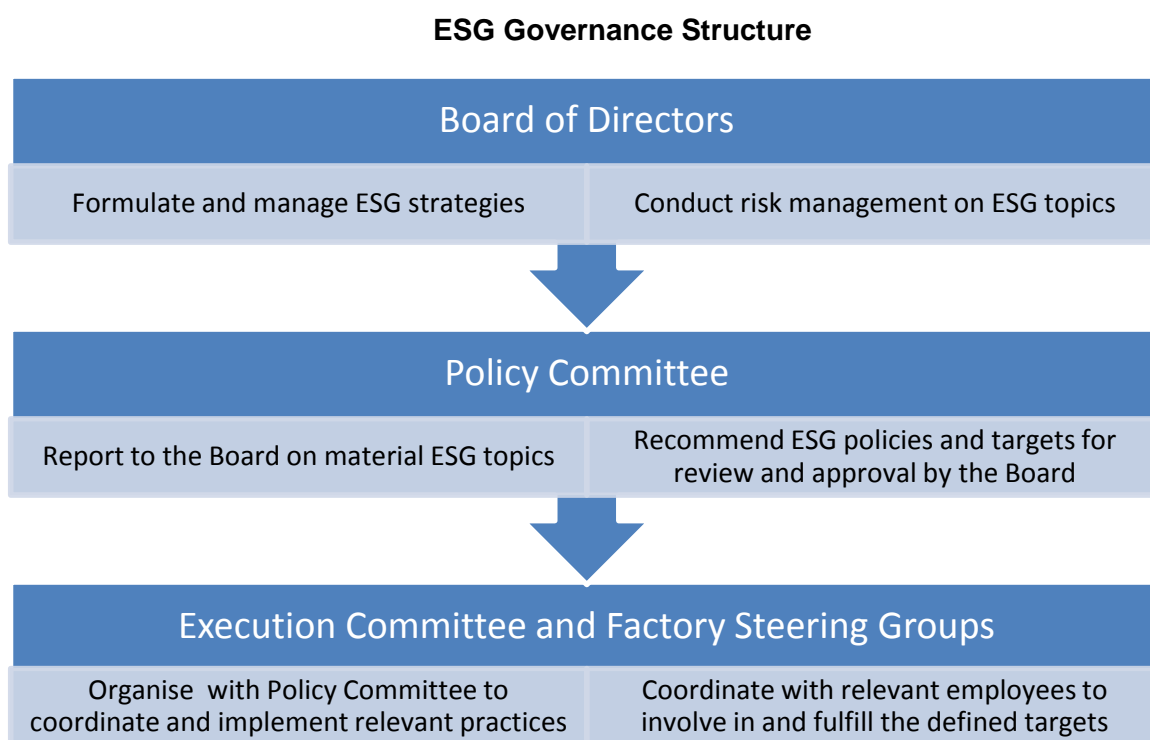 ESG Governance Structure
Board of Directors
Formulate and manage ESG strategies
Conduct risk management on ESG topics
Policy Committee
Report to the Board on material ESG topics
Recommend ESG policies and targets for
review and approval by the Board
Execution Committee and Factory Steering Groups
Organise with Policy Committee to
coordinate and implement relevant practices
Coordinate with relevant employees to
involve in and fulfill the defined targets